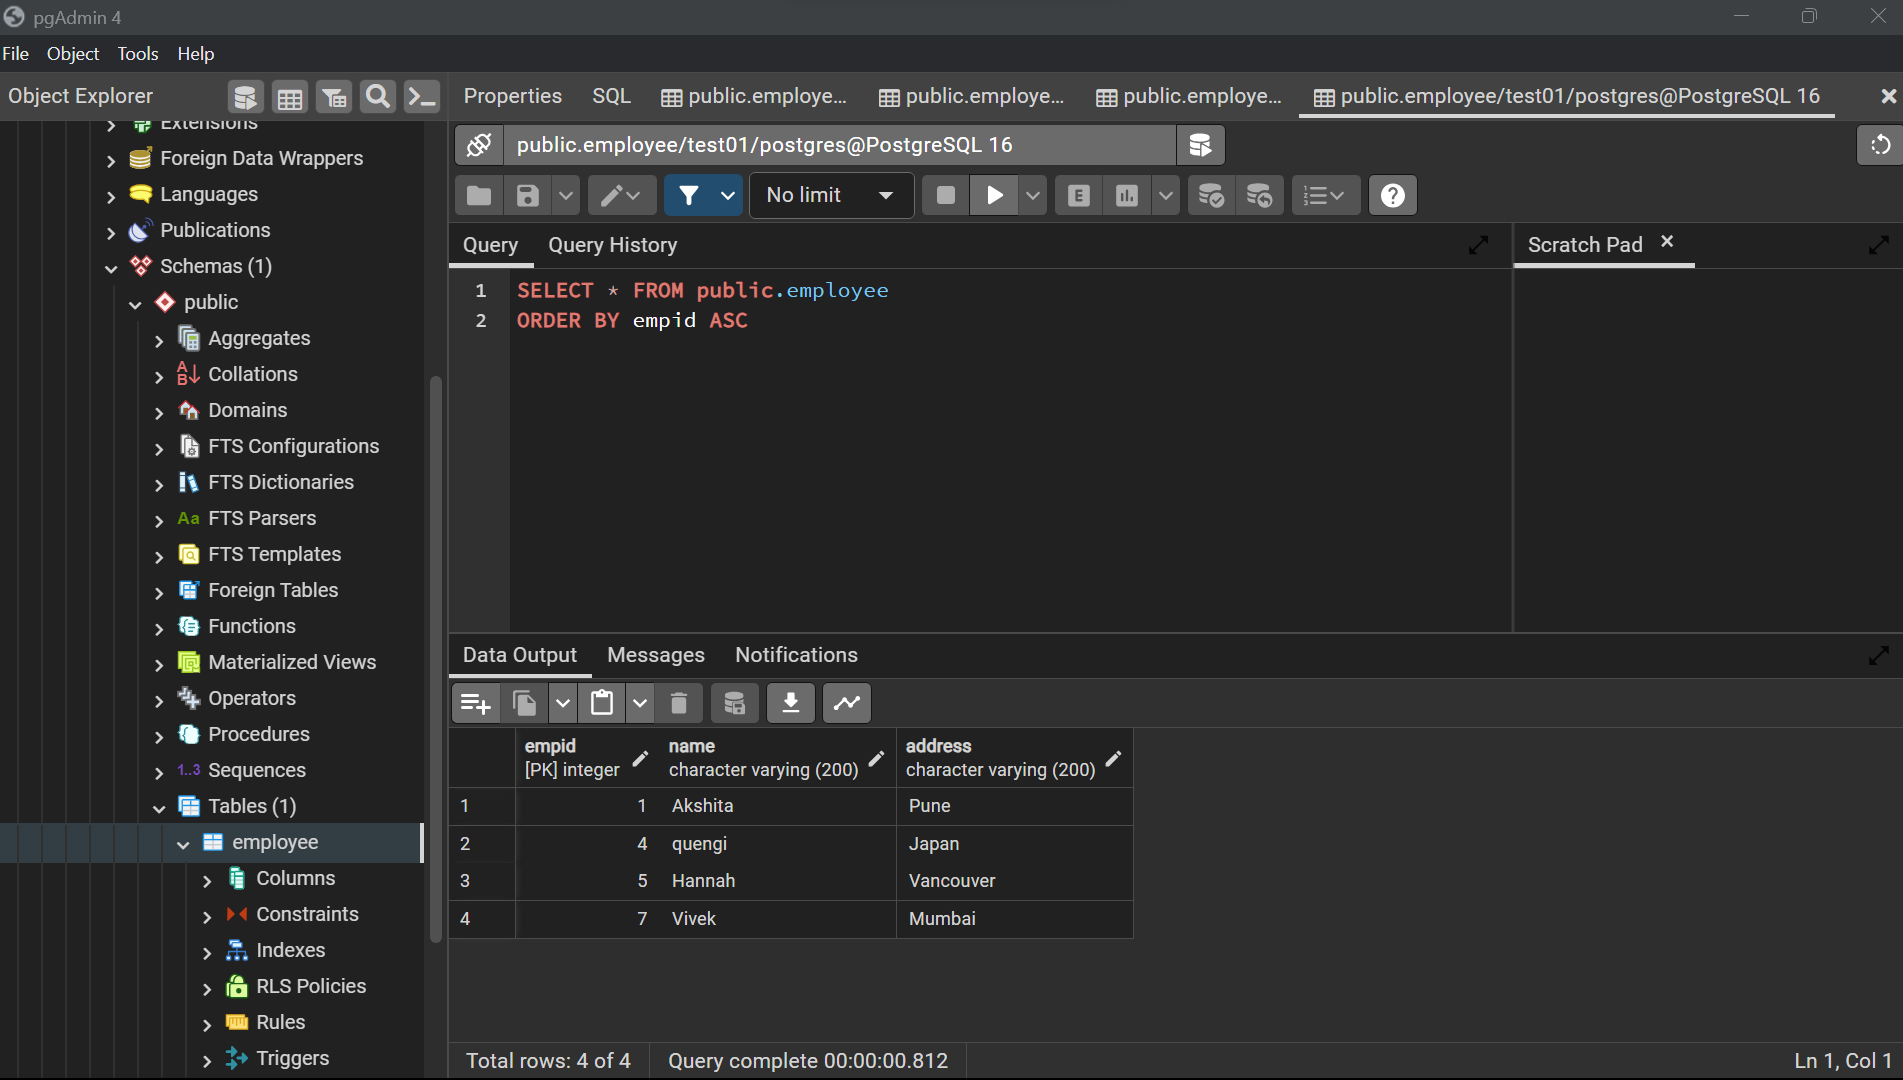 pgAdmin 4
File Object Tools Help
Object Explorer
Properties SQL public.employe... public.employe... public.employe... public.employee/test01/postgres@PostgreSQL 16
Extensions
Foreign Data Wrappers
Languages
Publications
Schemas (1)
public
Aggregates
Collations
Domains
FTS Configurations
FTS Dictionaries
Aa FTS Parsers
FTS Templates
Foreign Tables
Functions
Materialized Views
Operators
Procedures
1..3 Sequences
Tables (1)
employee
Columns
Constraints
Indexes
RLS Policies
Rules
Triggers
public.employee/test01/postgres@PostgreSQL 16
No limit
E
Query Query History
Scratch Pad
1 SELECT * FROM public.employee
2 ORDER BY empid ASC
Data Output Messages Notifications
empid name address
[PK] integer character varying (200) character varying (200)
1 1 Akshita Pune
2 4 quengi Japan
3 5 Hannah Vancouver
4 7 Vivek Mumbai
Total rows: 4 of 4 Query complete 00:00:00.812 Ln 1, Col 1